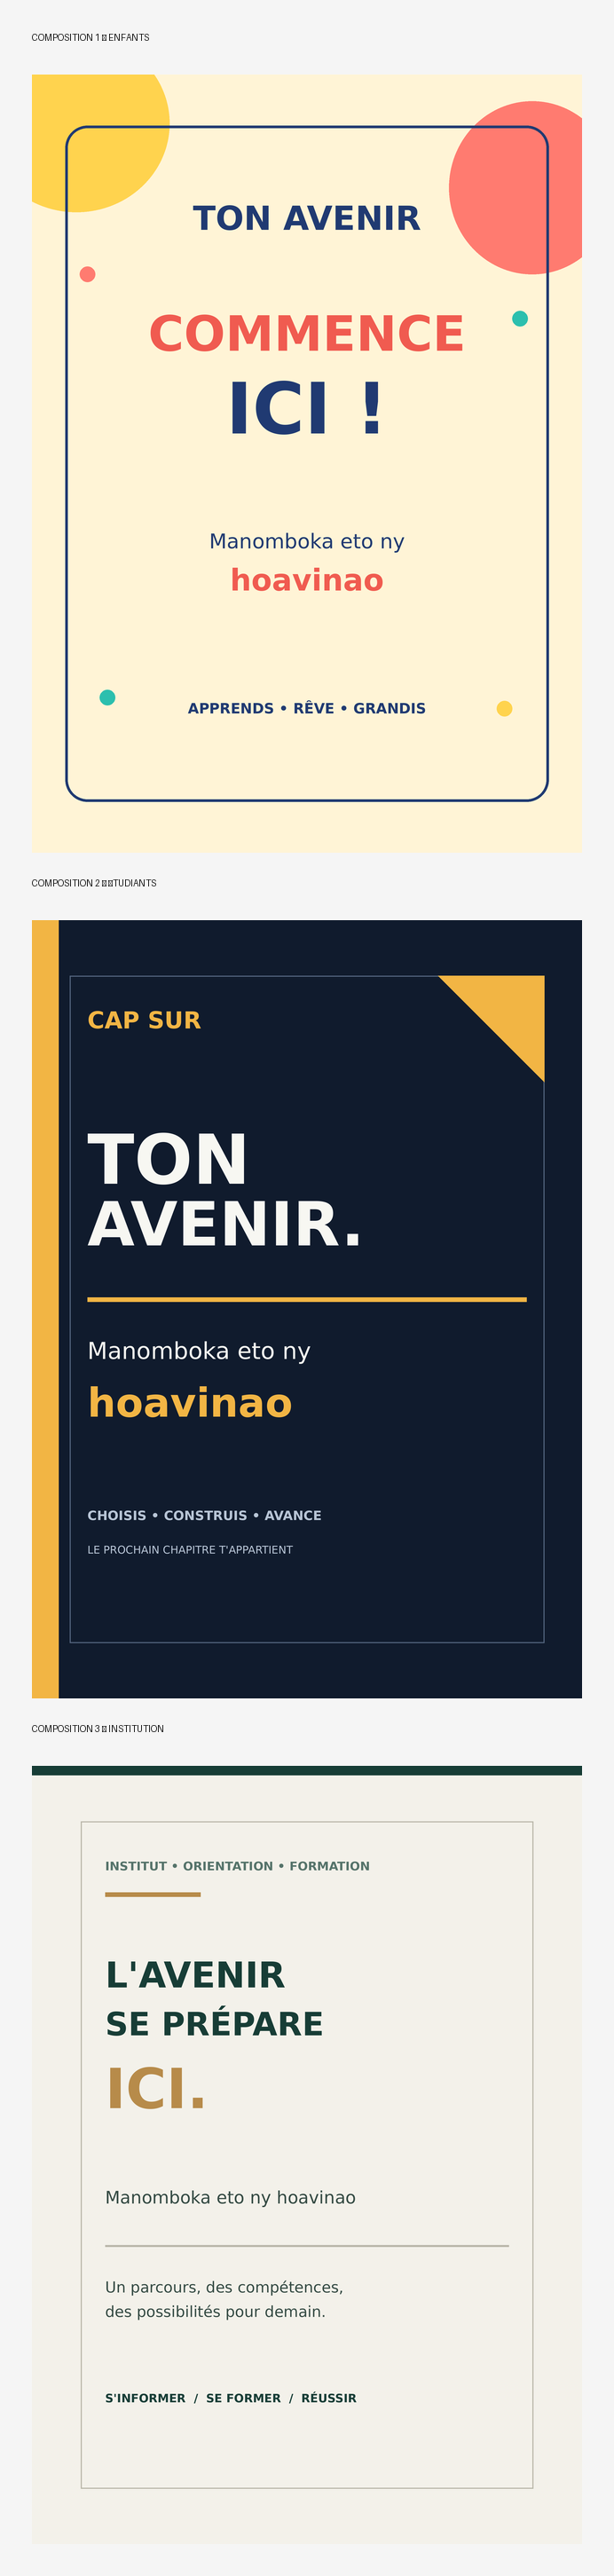 COMPOSITION 1 ENFANTS
TON AVENIR
COMMENCE
ICI !
Manomboka eto ny
hoavinao
APPRENDS • RÊVE • GRANDIS
COMPOSITION 2 TUDIANTS
CAP SUR
TON
AVENIR.
Manomboka eto ny
hoavinao
CHOISIS • CONSTRUIS • AVANCE
LE PROCHAIN CHAPITRE T'APPARTIENT
COMPOSITION 3 INSTITUTION
INSTITUT • ORIENTATION • FORMATION
L'AVENIR
SE PRÉPARE
ICI.
Manomboka eto ny hoavinao
Un parcours, des compétences,
des possibilités pour demain.
S'INFORMER / SE FORMER / RÉUSSIR